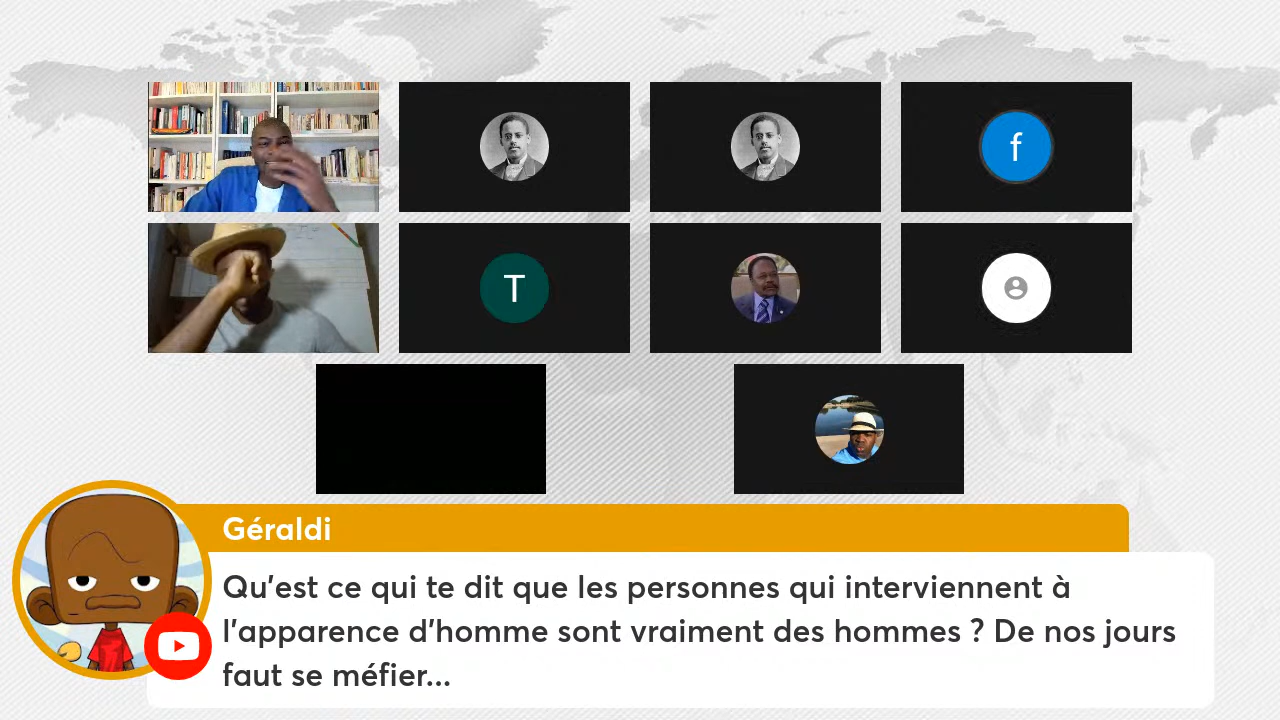 f
T
Géraldi
Qu'est ce qui te dit que les personnes qui interviennent à
l'apparence d'homme sont vraiment des hommes ? De nos jours
faut se méfier...